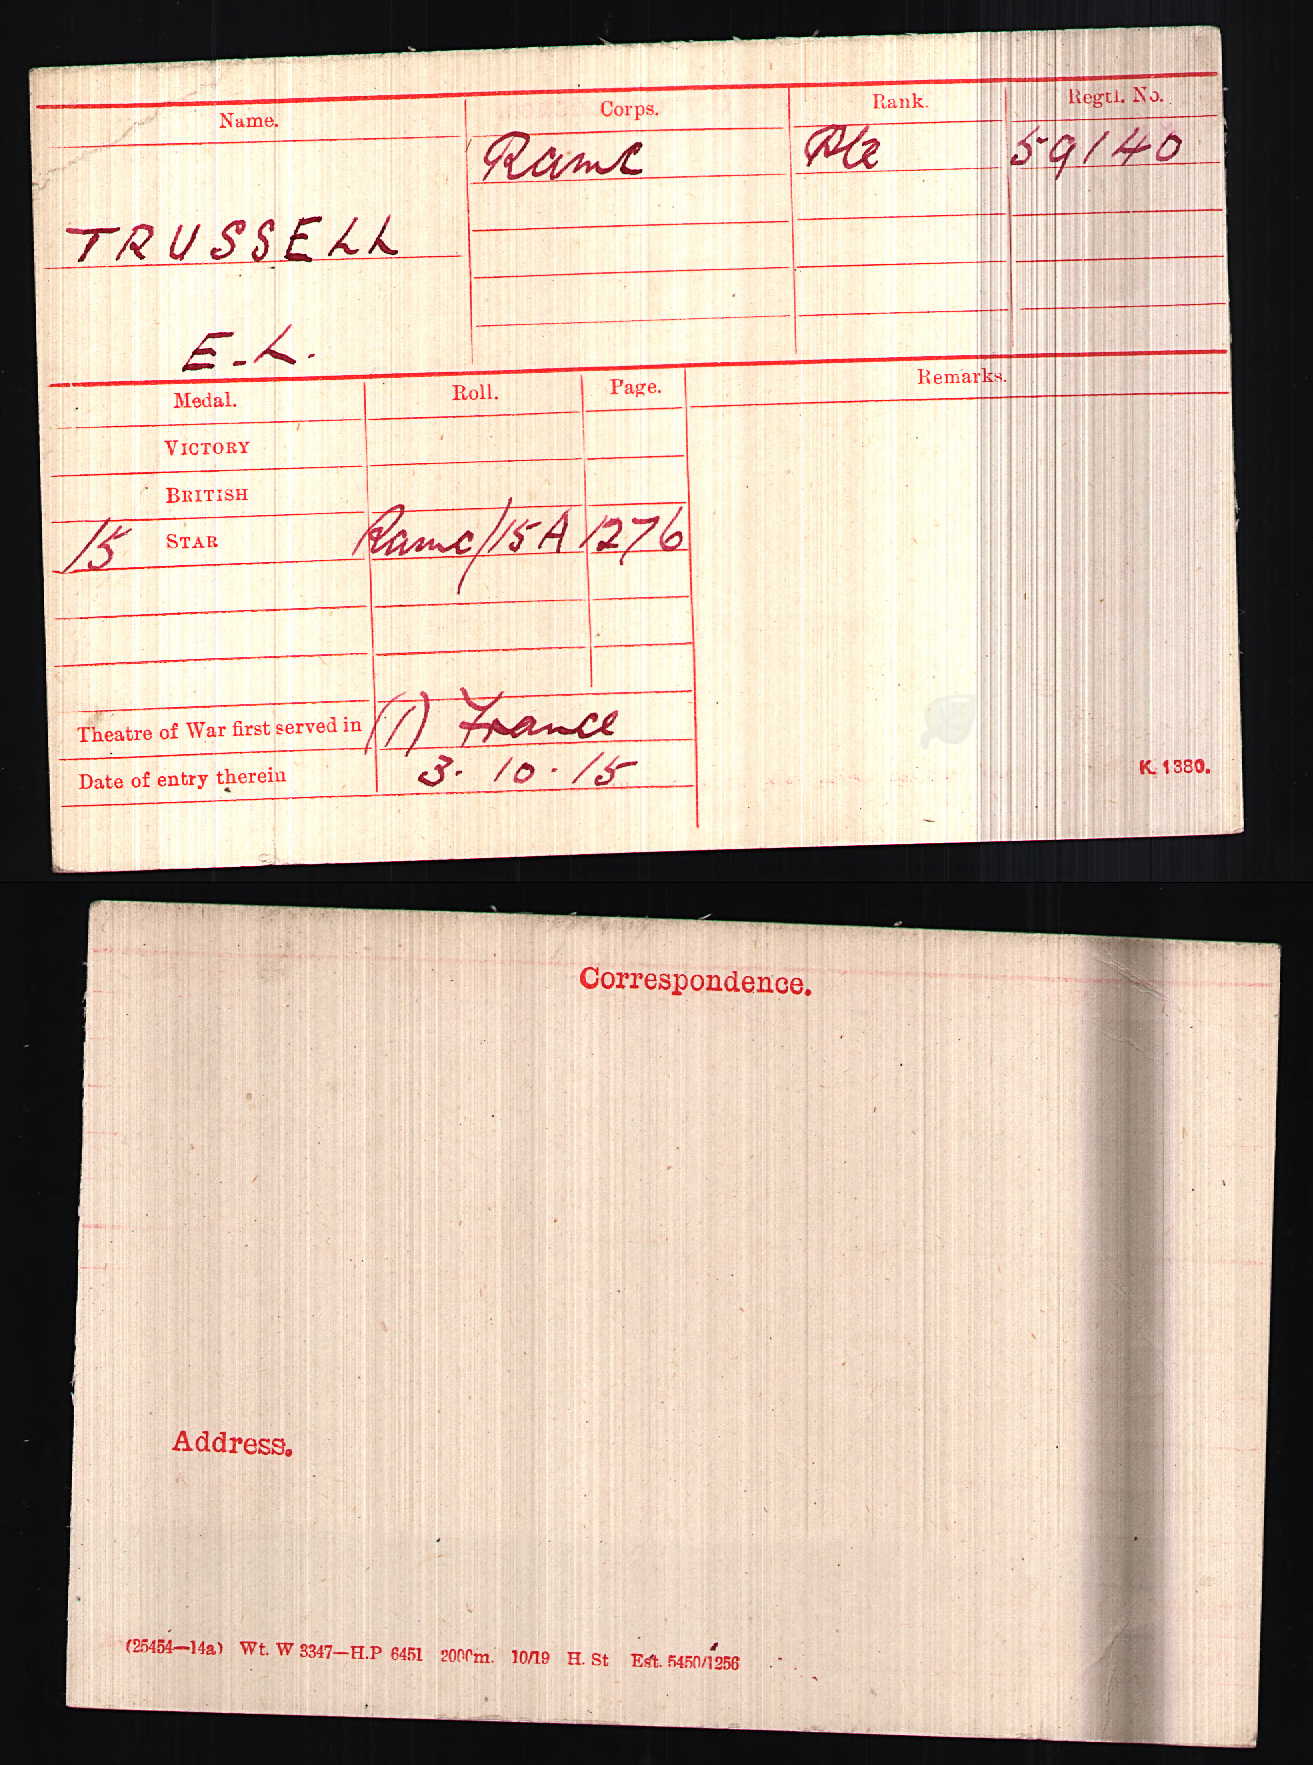 Name. Corps. Rank. Regtl. No.
Ramc Pte 59140
TRUSSELL
E.L.
Medal. Roll. Page. Remarks.
VICTORY
BRITISH
15 STAR Ramc/15A 1276
Theatre of War first served in (1) France
Date of entry therein 3.10.15
K. 1380.
Correspondence.
Address.
(25454—14a) Wt. W 3347—H.P 6451 2000m. 10/19 H. St Est. 5450/1256